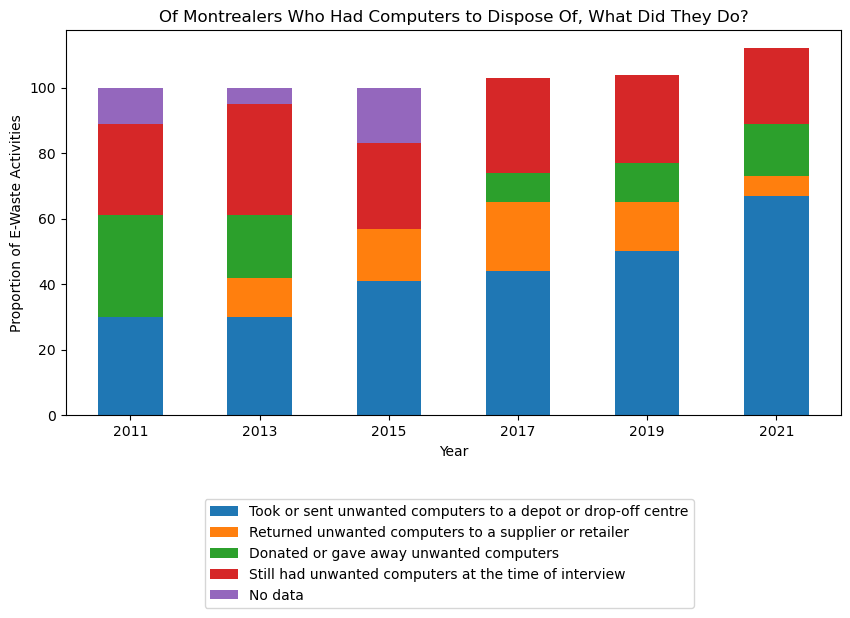 Of Montrealers Who Had Computers to Dispose Of, What Did They Do?
Proportion of E-Waste Activities
100
80
60
40
20
0
2011 2013 2015 2017 2019 2021
Year
Took or sent unwanted computers to a depot or drop-off centre
Returned unwanted computers to a supplier or retailer
Donated or gave away unwanted computers
Still had unwanted computers at the time of interview
No data